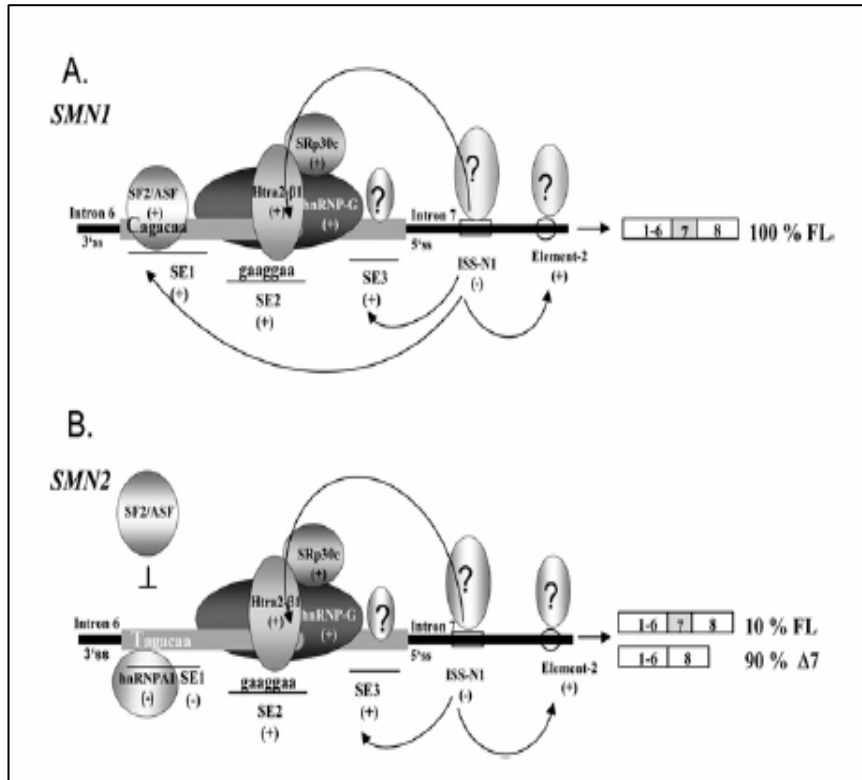 A.
SMN1
SRp30c
(+)
SF2/ASF
(+)
Htra2-β1
(+)
hnRNP-G
(+)
?
?
?
Intron 6
Cagacaa
Intron 7
3'ss
5'ss
1-6 7 8 100 % FL
SE1
(+)
gaaggaa
SE2
(+)
SE3
(+)
ISS-N1
(-)
Element-2
(+)
B.
SMN2
SF2/ASF
SRp30c
(+)
Htra2-β1
(+)
hnRNP-G
(+)
?
?
?
Intron 6
Tagacaa
Intron 7
3'ss
5'ss
1-6 7 8 10 % FL
1-6 8 90 % Δ7
hnRNPA1
(-)
SE1
(-)
gaaggaa
SE2
(+)
SE3
(+)
ISS-N1
(-)
Element-2
(+)